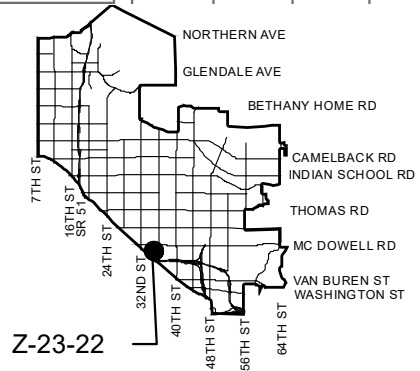 NORTHERN AVE
GLENDALE AVE
BETHANY HOME RD
CAMELBACK RD
INDIAN SCHOOL RD
THOMAS RD
MC DOWELL RD
VAN BUREN ST
WASHINGTON ST
7TH ST
16TH ST
SR 51
24TH ST
32ND ST
40TH ST
48TH ST
56TH ST
64TH ST
Z-23-22